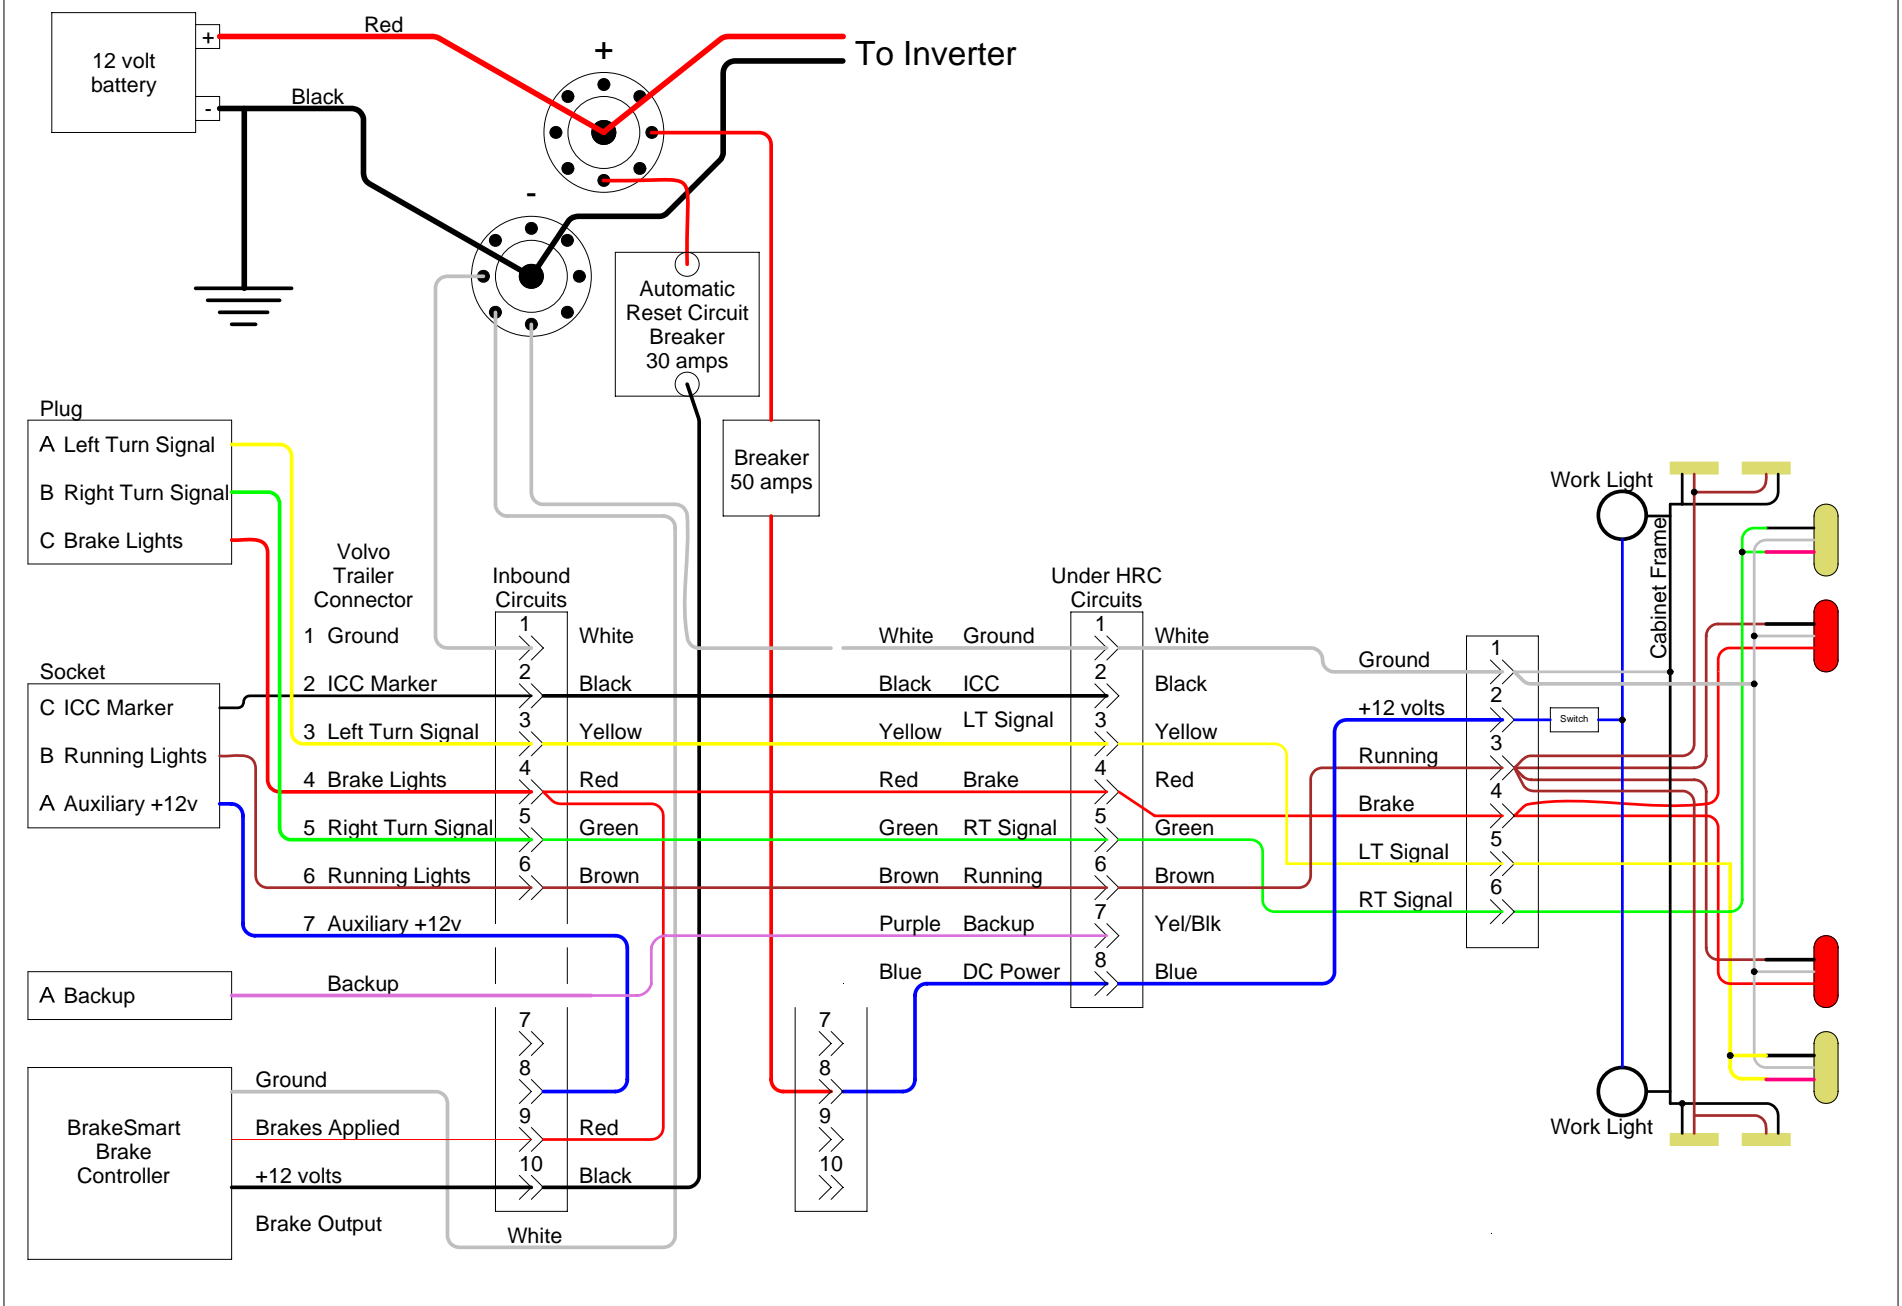 Red
+
12 volt
battery
-
Black
+
To Inverter
-
Automatic
Reset Circuit
Breaker
30 amps
Breaker
50 amps
Plug
A Left Turn Signal
B Right Turn Signal
C Brake Lights
Socket
C ICC Marker
B Running Lights
A Auxiliary +12v
A Backup
BrakeSmart
Brake
Controller
Volvo
Trailer
Connector
1 Ground
2 ICC Marker
3 Left Turn Signal
4 Brake Lights
5 Right Turn Signal
6 Running Lights
7 Auxiliary +12v
Backup
Ground
Brakes Applied
+12 volts
Brake Output
Inbound
Circuits
1 White
2 Black
3 Yellow
4 Red
5 Green
6 Brown
7
8
9 Red
10 Black
White
7
8
9
10
White Ground
Black ICC
Yellow LT Signal
Red Brake
Green RT Signal
Brown Running
Purple Backup
Blue DC Power
Under HRC
Circuits
1 White
2 Black
3 Yellow
4 Red
5 Green
6 Brown
7 Yel/Blk
8 Blue
Ground 1
+12 volts 2
Running 3
Brake 4
LT Signal 5
RT Signal 6
Switch
Work Light
Cabinet Frame
Work Light